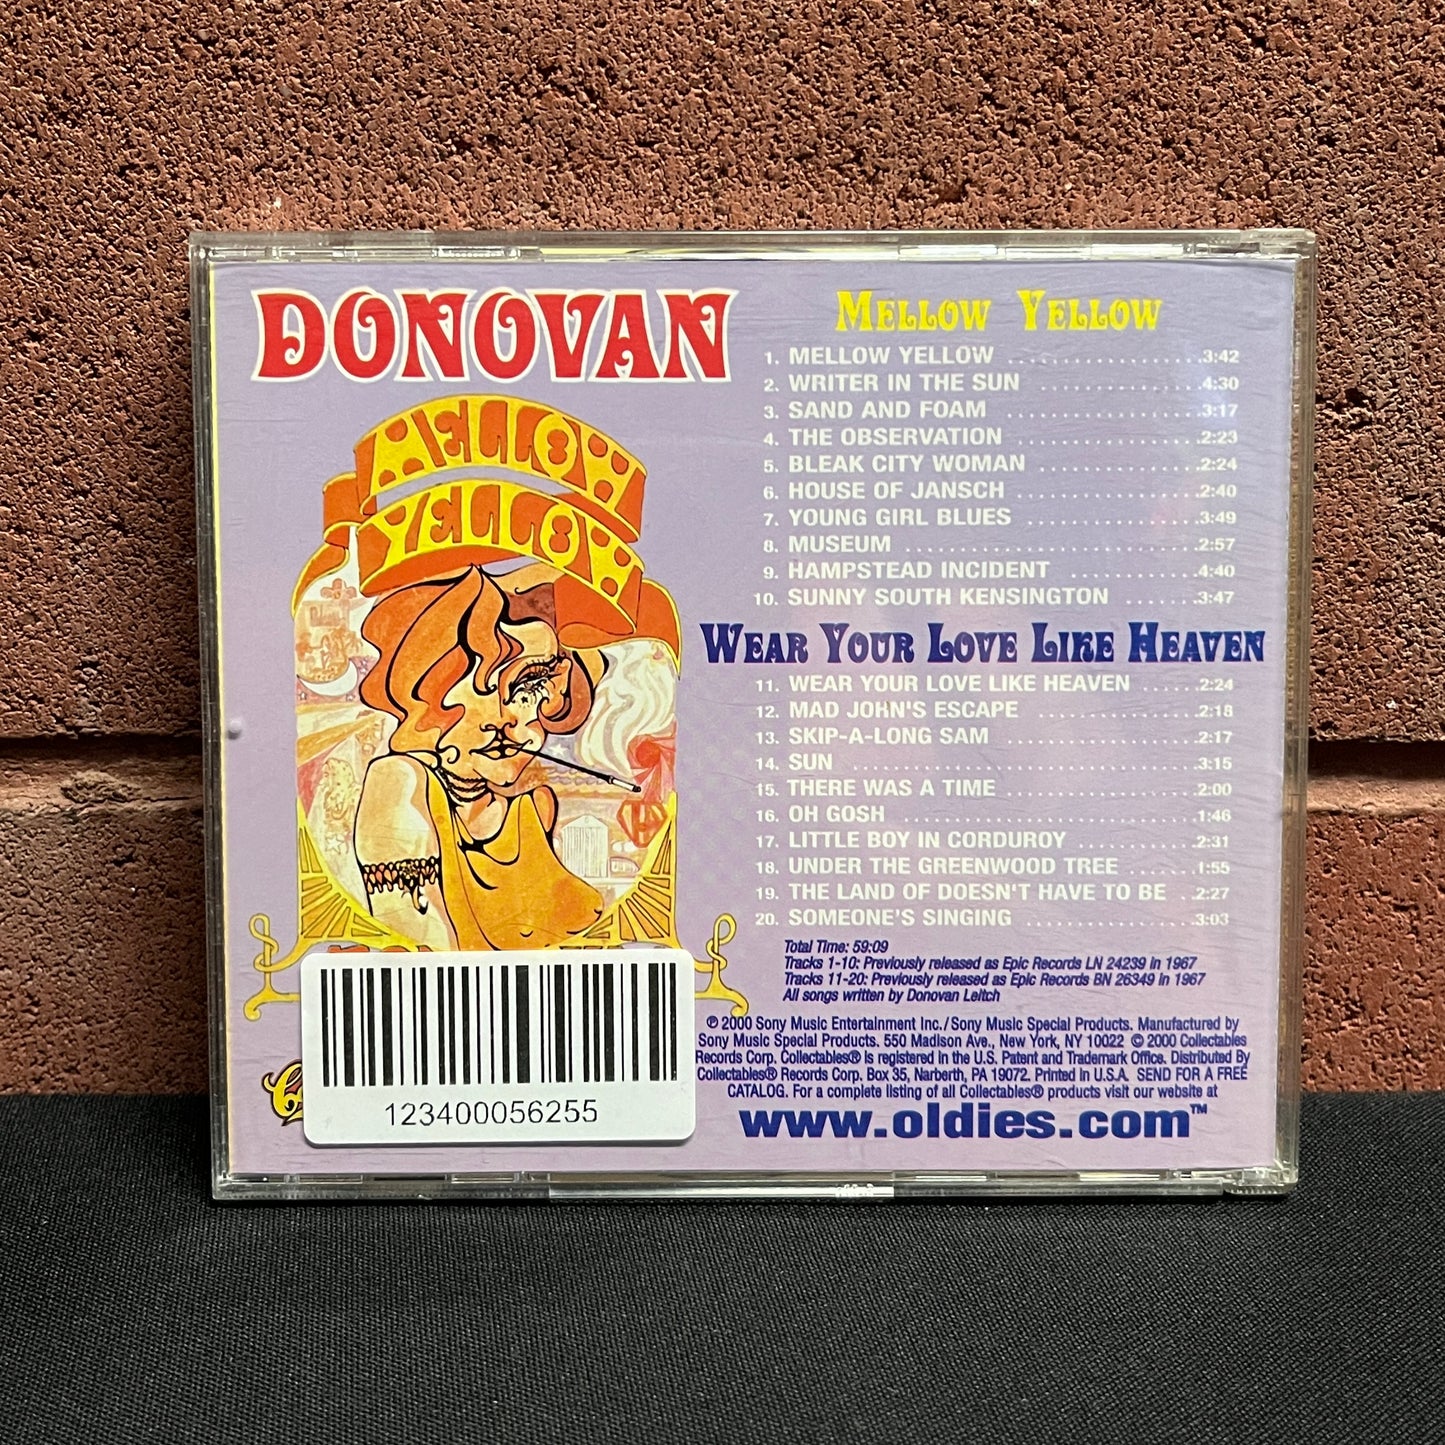 DONOVAN
MELLOW
YELLOW
MELLOW YELLOW
1. MELLOW YELLOW ..................3:42
2. WRITER IN THE SUN ...............4:30
3. SAND AND FOAM ..................3:17
4. THE OBSERVATION .................2:23
5. BLEAK CITY WOMAN ...............2:24
6. HOUSE OF JANSCH .................2:40
7. YOUNG GIRL BLUES ................3:49
8. MUSEUM ...........................2:57
9. HAMPSTEAD INCIDENT ............4:40
10. SUNNY SOUTH KENSINGTON .......3:47
WEAR YOUR LOVE LIKE HEAVEN
11. WEAR YOUR LOVE LIKE HEAVEN ......2:24
12. MAD JOHN'S ESCAPE ...............2:18
13. SKIP-A-LONG SAM ..................2:17
14. SUN ................................3:15
15. THERE WAS A TIME ..................2:00
16. OH GOSH ...........................1:46
17. LITTLE BOY IN CORDUROY ............2:31
18. UNDER THE GREENWOOD TREE .......1:55
19. THE LAND OF DOESN'T HAVE TO BE ..2:27
20. SOMEONE'S SINGING ................3:03
Total Time: 59:09
Tracks 1-10: Previously released as Epic Records LN 24239 in 1967
Tracks 11-20: Previously released as Epic Records BN 26349 in 1967
All songs written by Donovan Leitch
℗ 2000 Sony Music Entertainment Inc./Sony Music Special Products. Manufactured by
Sony Music Special Products. 550 Madison Ave., New York, NY 10022 © 2000 Collectables
Records Corp. Collectables® is registered in the U.S. Patent and Trademark Office. Distributed By
Collectables® Records Corp. Box 35, Narberth, PA 19072. Printed in U.S.A. SEND FOR A FREE
CATALOG. For a complete listing of all Collectables® products visit our website at
www.oldies.com™
123400056255